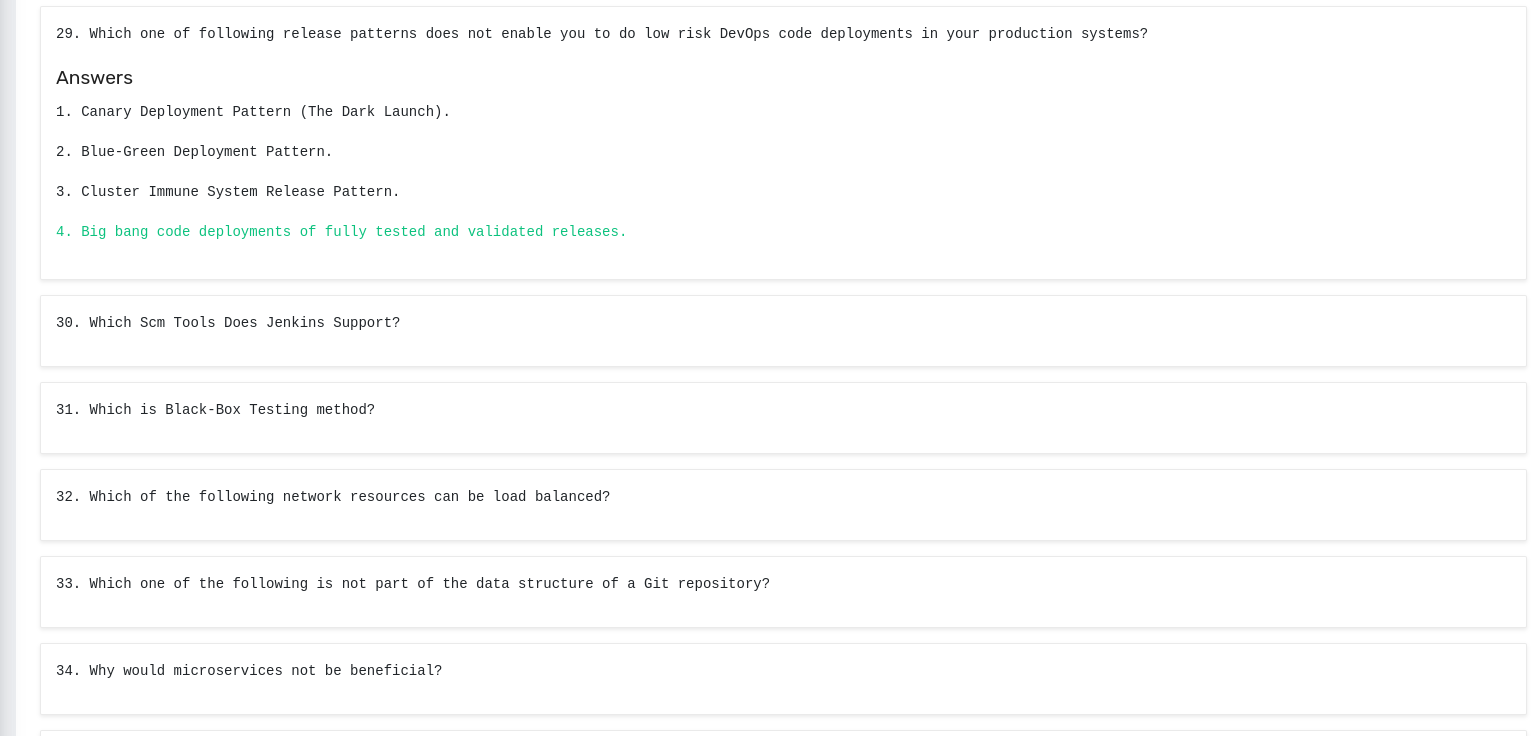 29. Which one of following release patterns does not enable you to do low risk DevOps code deployments in your production systems?
Answers
1. Canary Deployment Pattern (The Dark Launch).
2. Blue-Green Deployment Pattern.
3. Cluster Immune System Release Pattern.
4. Big bang code deployments of fully tested and validated releases.
30. Which Scm Tools Does Jenkins Support?
31. Which is Black-Box Testing method?
32. Which of the following network resources can be load balanced?
33. Which one of the following is not part of the data structure of a Git repository?
34. Why would microservices not be beneficial?